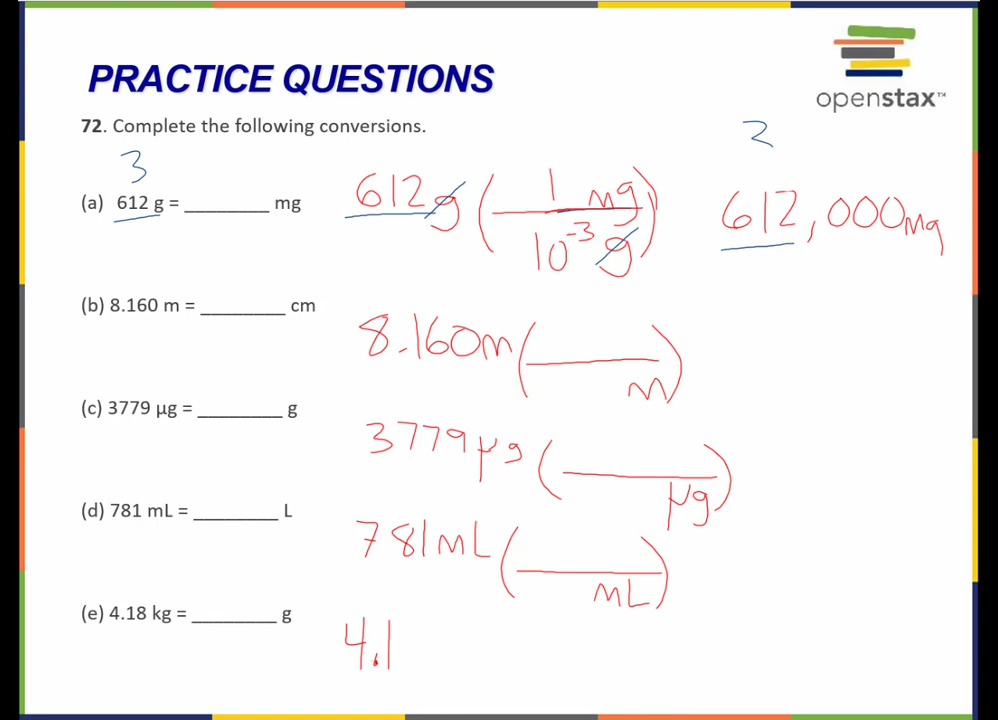 openstax™
PRACTICE QUESTIONS
72. Complete the following conversions.
3
2
(a) 612 g = ________ mg
612 g ( 1 mg / 10⁻³ g )
612,000 mg
(b) 8.160 m = ________ cm
8.160 m ( / m )
(c) 3779 µg = ________ g
3779 µg ( / µg )
(d) 781 mL = ________ L
781 mL ( / mL )
(e) 4.18 kg = ________ g
4.1